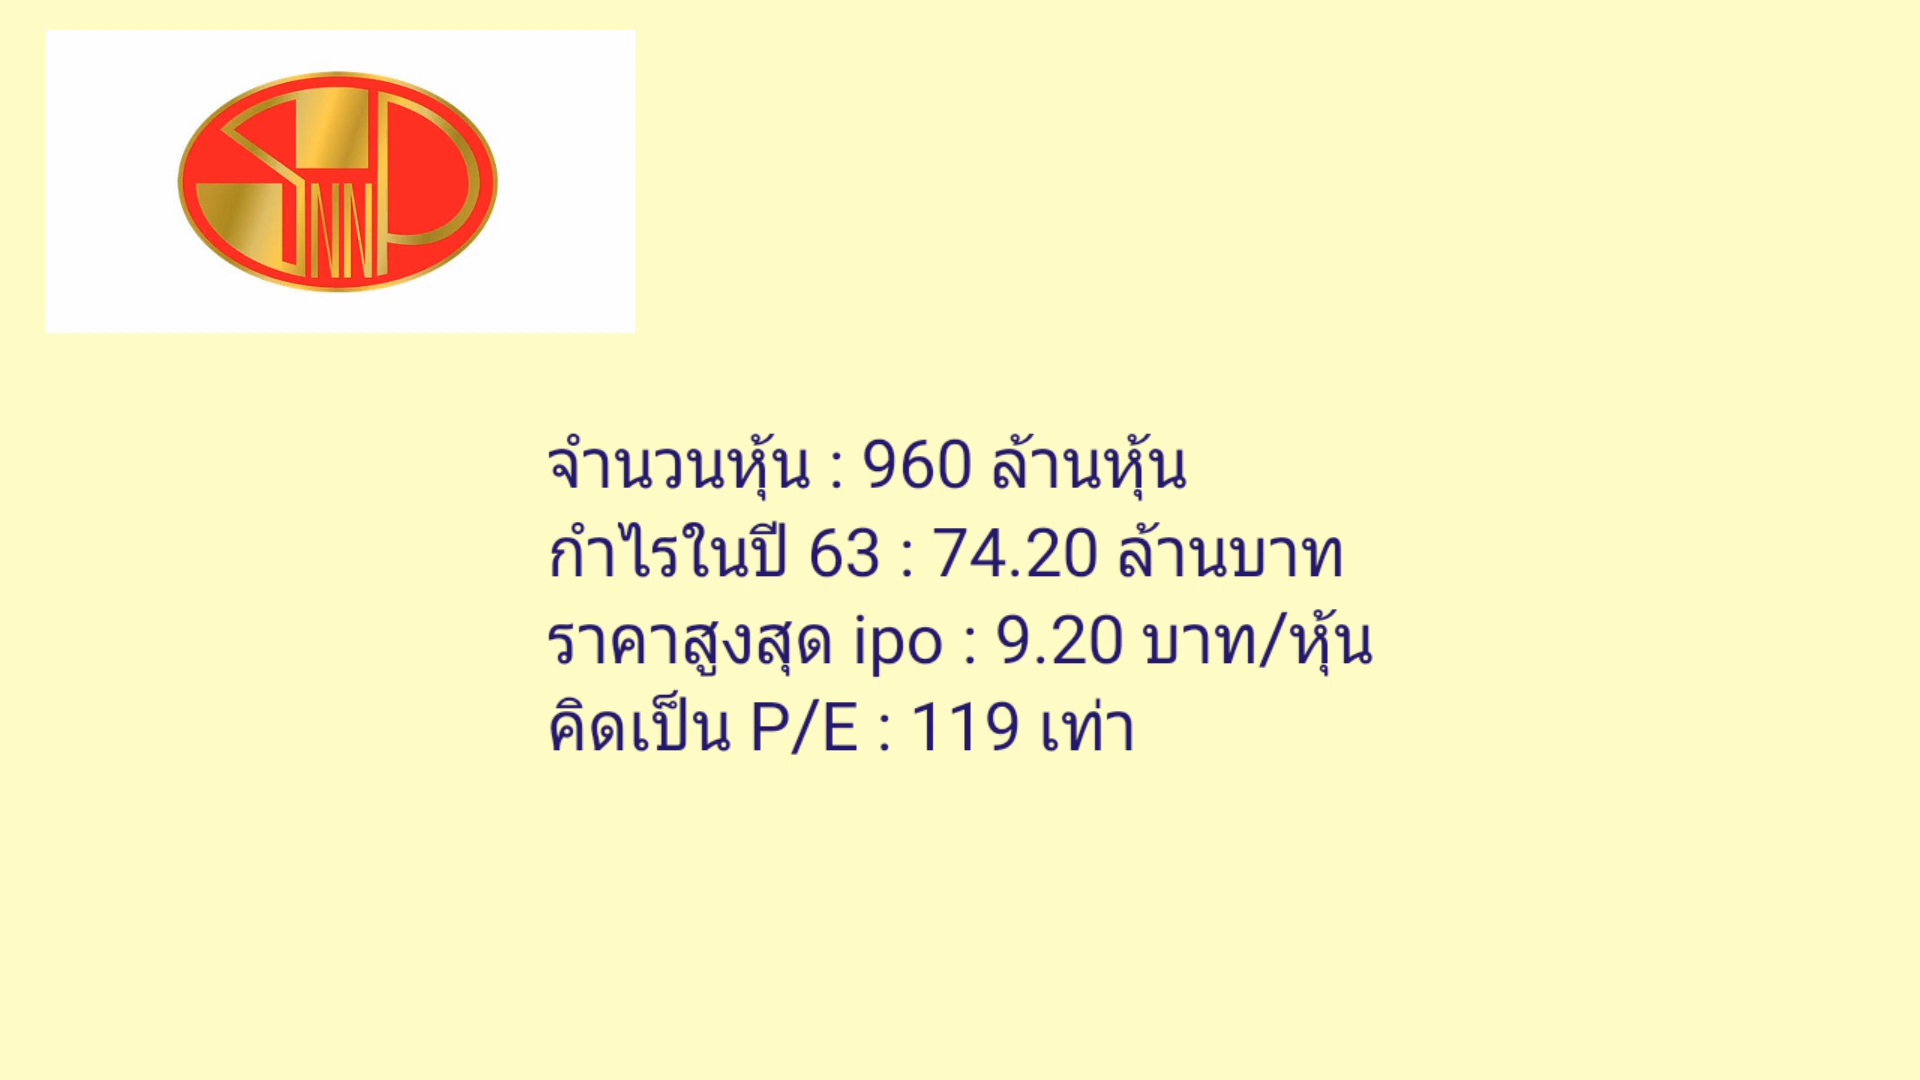 SNNP
จำนวนหุ้น : 960 ล้านหุ้น
กำไรในปี 63 : 74.20 ล้านบาท
ราคาสูงสุด ipo : 9.20 บาท/หุ้น
คิดเป็น P/E : 119 เท่า